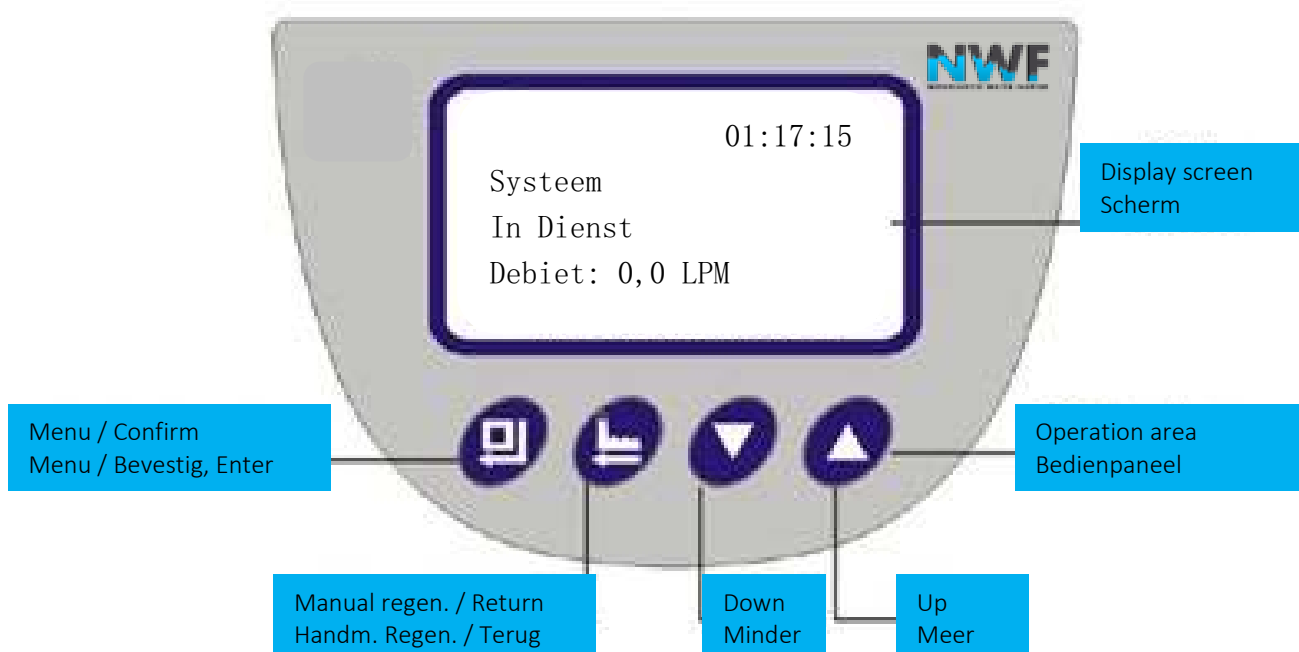 NWF
01:17:15
Systeem
In Dienst
Debiet: 0,0 LPM
Display screen
Scherm
Menu / Confirm
Menu / Bevestig, Enter
Operation area
Bedienpaneel
Manual regen. / Return
Handm. Regen. / Terug
Down
Minder
Up
Meer